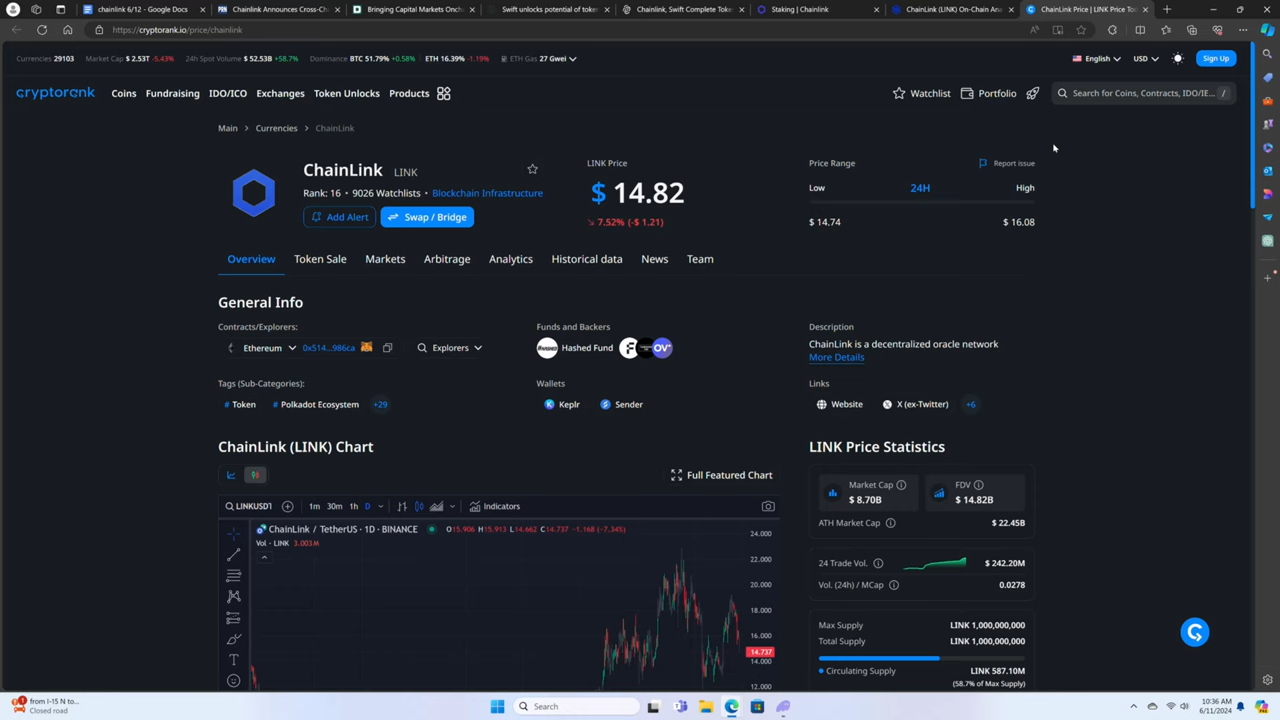 chainlink 6/12 - Google Docs
Chainlink Announces Cross-Cha
Bringing Capital Markets Onch
Swift unlocks potential of token
Chainlink, Swift Complete Toke
Staking | Chainlink
ChainLink (LINK) On-Chain Ana
ChainLink Price | LINK Price To
https://cryptorank.io/price/chainlink
Currencies 29103 Market Cap $ 2.53T -5.43% 24h Spot Volume $ 52.53B +58.7% Dominance BTC 51.79% +0.58% ETH 16.39% -1.19% ETH Gas 27 Gwei
English USD Sign Up
cryptorank Coins Fundraising IDO/ICO Exchanges Token Unlocks Products
Watchlist Portfolio Search for Coins, Contracts, IDO/IE... /
Main > Currencies > ChainLink
ChainLink LINK
Rank: 16 • 9026 Watchlists • Blockchain Infrastructure
Add Alert Swap / Bridge
LINK Price
$ 14.82
7.52% (-$ 1.21)
Price Range Report issue
Low 24H High
$ 14.74 $ 16.08
Overview Token Sale Markets Arbitrage Analytics Historical data News Team
General Info
Contracts/Explorers:
Ethereum 0x514...986ca Explorers
Funds and Backers
Hashed Fund
Description
ChainLink is a decentralized oracle network
More Details
Tags (Sub-Categories):
# Token # Polkadot Ecosystem +29
Wallets
Keplr Sender
Links
Website X (ex-Twitter) +6
ChainLink (LINK) Chart
Full Featured Chart
LINKUSDT 1m 30m 1h D Indicators
ChainLink / TetherUS · 1D · BINANCE O15.906 H15.913 L14.662 C14.737 -1.168 (-7.34%)
Vol · LINK 3.003M
24.000
22.000
20.000
18.000
16.000
14.737
14.000
12.000
LINK Price Statistics
Market Cap
$ 8.70B
FDV
$ 14.82B
ATH Market Cap $ 22.45B
24 Trade Vol. $ 242.20M
Vol. (24h) / MCap 0.0278
Max Supply LINK 1,000,000,000
Total Supply LINK 1,000,000,000
Circulating Supply LINK 587.10M
(58.7% of Max Supply)
from I-15 N to...
Closed road
Search
10:36 AM
6/11/2024